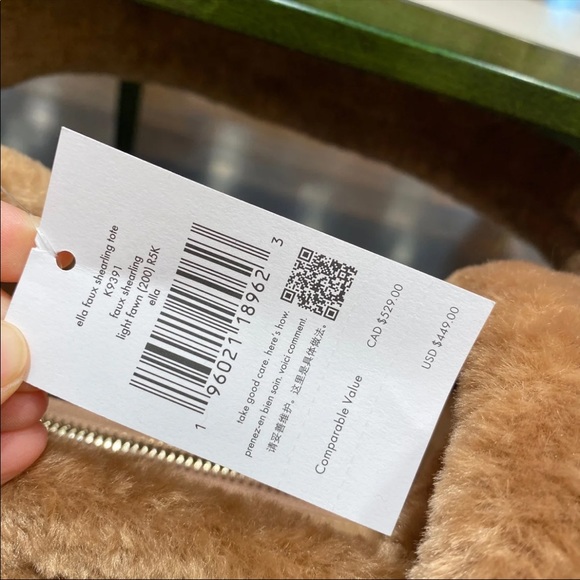 ella faux shearling tote
K9391
faux shearling
light fawn (200) R5K
ella
1 96021 18962 3
take good care. here's how.
prenez-en bien soin. voici comment.
请妥善维护。这里是具体做法。
Comparable Value
CAD $529.00
USD $449.00